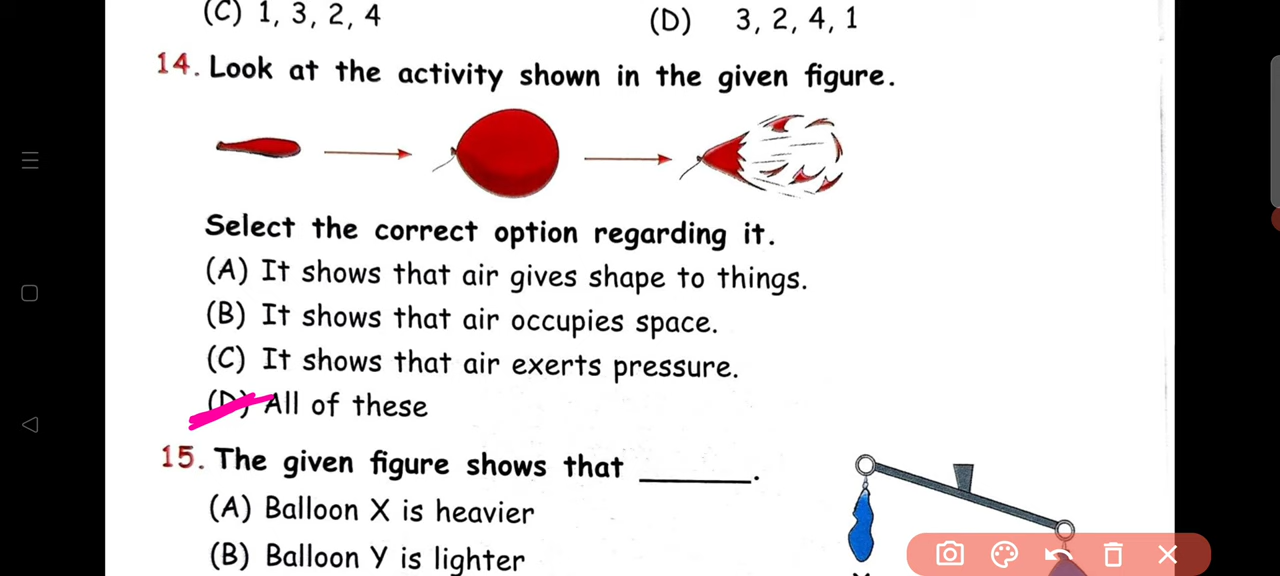 (C) 1, 3, 2, 4
(D) 3, 2, 4, 1
14. Look at the activity shown in the given figure.
Select the correct option regarding it.
(A) It shows that air gives shape to things.
(B) It shows that air occupies space.
(C) It shows that air exerts pressure.
(D) All of these
15. The given figure shows that ________.
(A) Balloon X is heavier
(B) Balloon Y is lighter